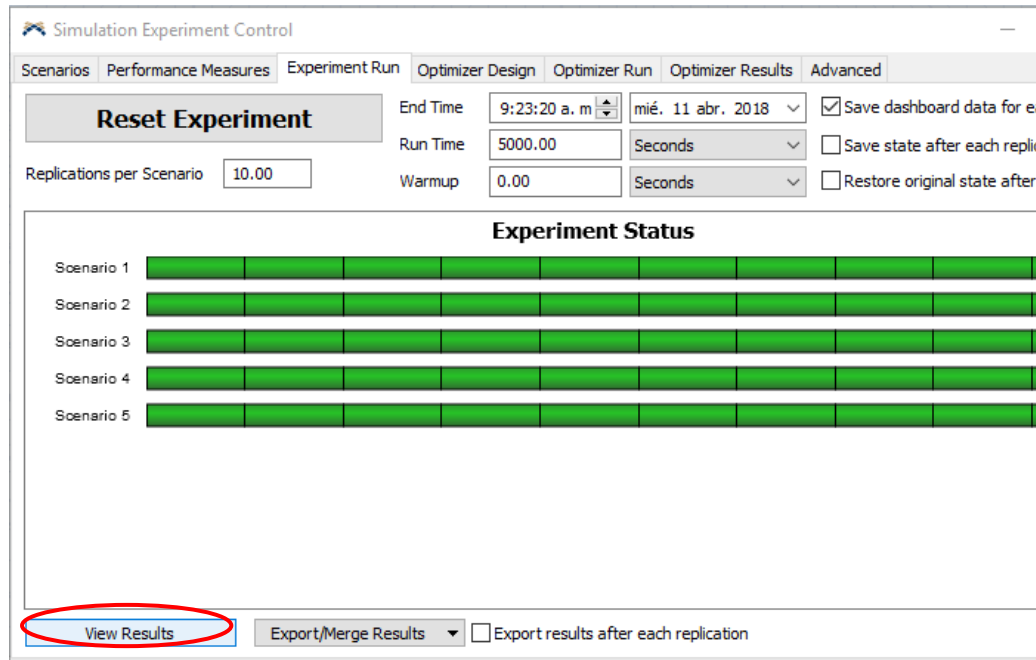 Simulation Experiment Control
Scenarios Performance Measures Experiment Run Optimizer Design Optimizer Run Optimizer Results Advanced
Reset Experiment
End Time 9:23:20 a. m mié. 11 abr. 2018 Save dashboard data for
Run Time 5000.00 Seconds Save state after each
Replications per Scenario 10.00
Warmup 0.00 Seconds Restore original state after
Experiment Status
Scenario 1
Scenario 2
Scenario 3
Scenario 4
Scenario 5
View Results Export/Merge Results Export results after each replication